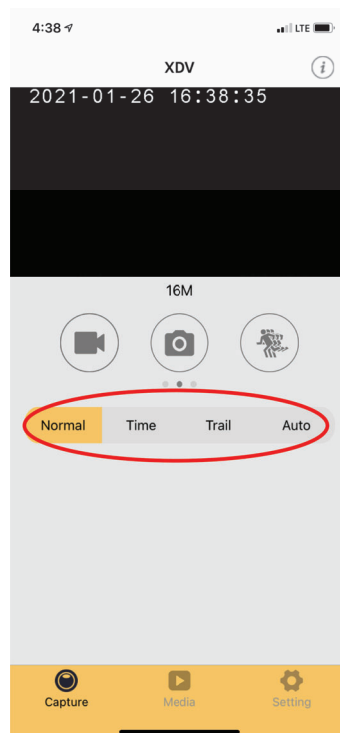 4:38 LTE
XDV i
2021-01-26 16:38:35
16M
Normal Time Trail Auto
Capture Media Setting